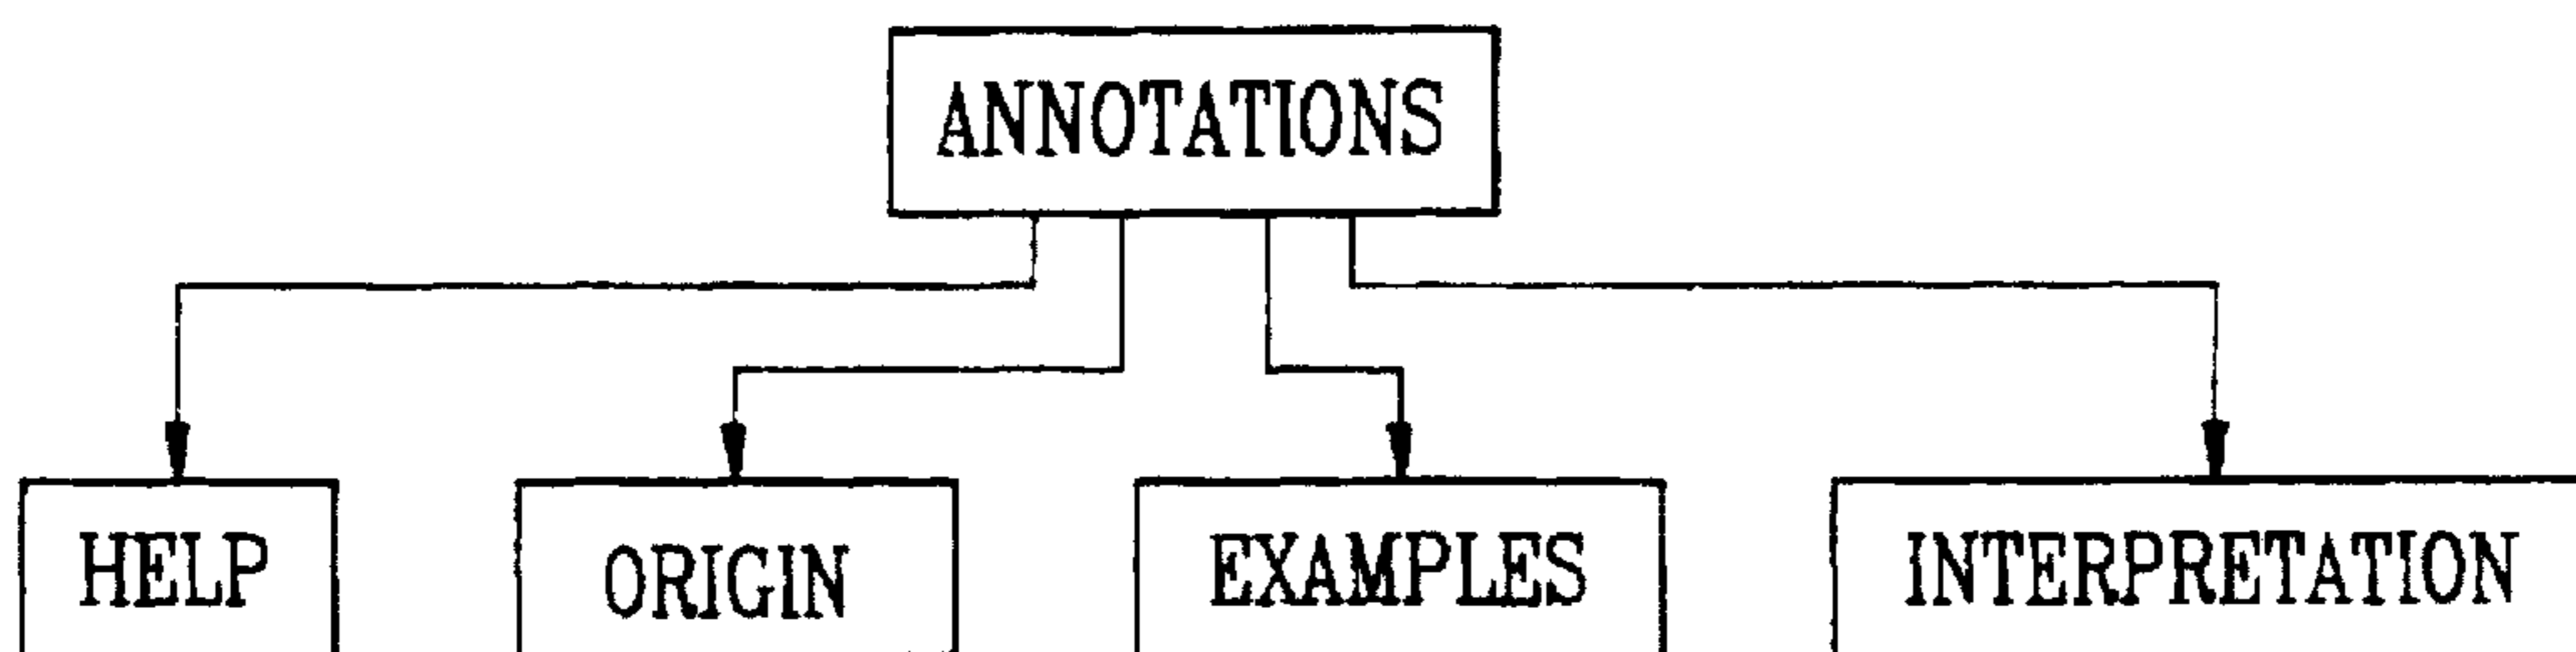 ANNOTATIONS
HELP
ORIGIN
EXAMPLES
INTERPRETATION